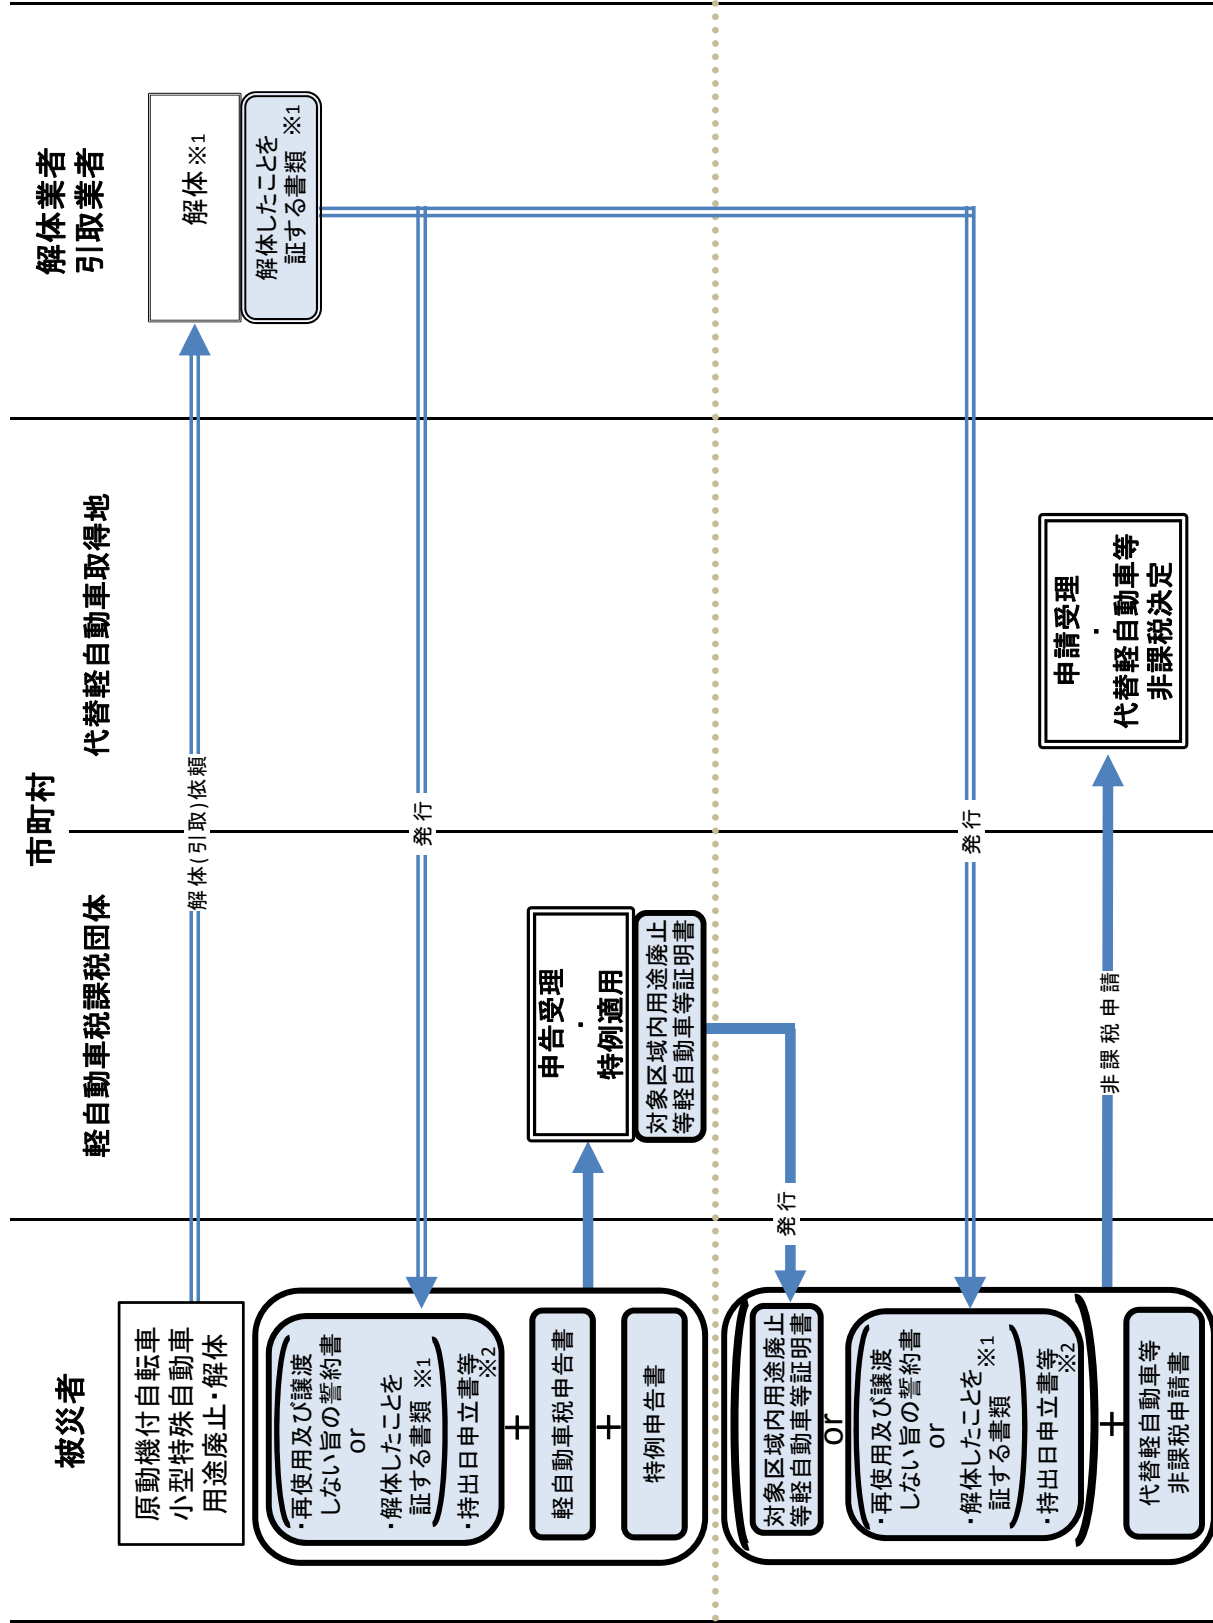 市町村
被災者
軽自動車税課税団体
代替軽自動車取得地
解体業者
引取業者
原動機付自転車
小型特殊自動車
用途廃止・解体
解体(引取)依頼
解体 ※1
解体したことを
証する書類 ※1
発行
・再使用及び譲渡
しない旨の誓約書
or
・解体したことを
証する書類 ※1
・持出日申立書等
※2
＋
軽自動車税申告書
＋
特例申告書
申告受理
・
特例適用
対象区域内用途廃止
等軽自動車等証明書
発行
発行
対象区域内用途廃止
等軽自動車等証明書
or
・再使用及び譲渡
しない旨の誓約書
or
・解体したことを
証する書類 ※1
・持出日申立書等
※2
＋
代替軽自動車等
非課税申請書
非課税申請
申請受理
・
代替軽自動車等
非課税決定